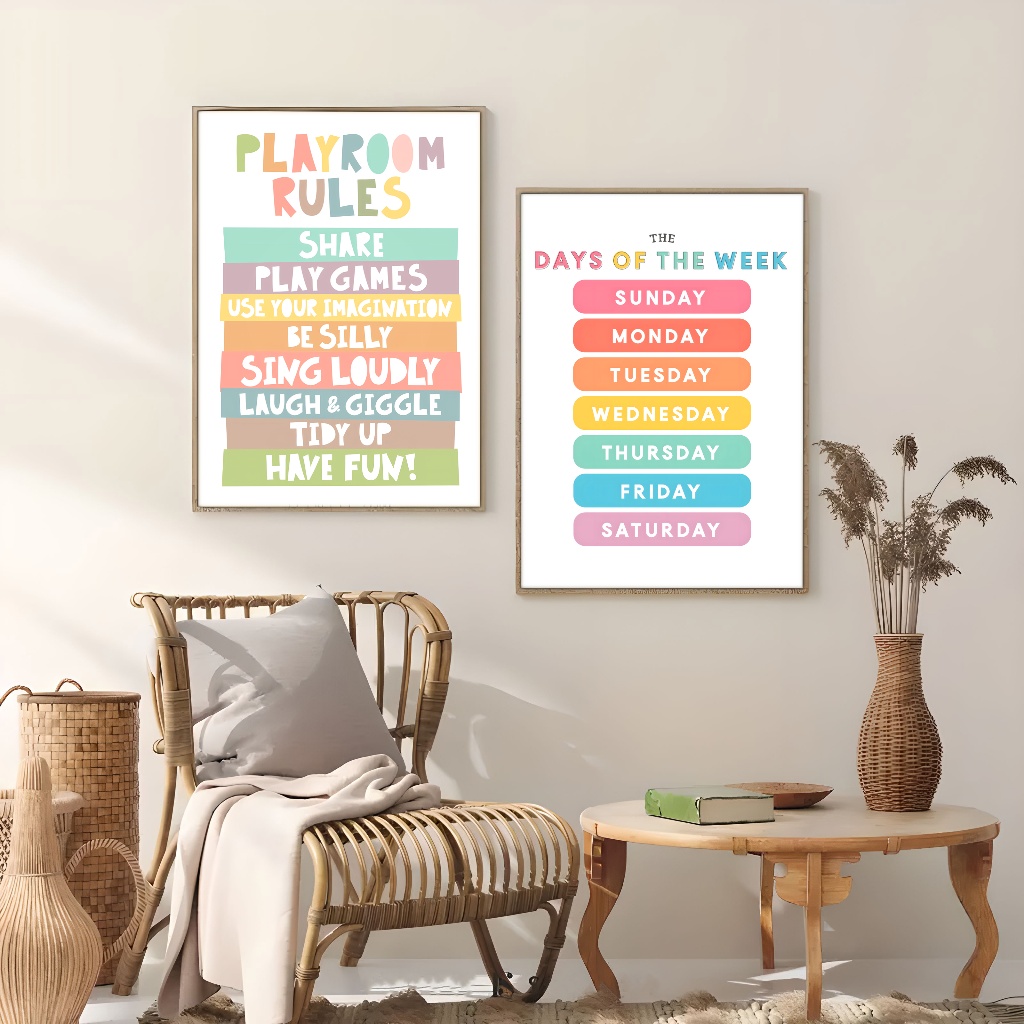 PLAYROOM
RULES
SHARE
PLAY GAMES
USE YOUR IMAGINATION
BE SILLY
SING LOUDLY
LAUGH & GIGGLE
TIDY UP
HAVE FUN!
THE
DAYS OF THE WEEK
SUNDAY
MONDAY
TUESDAY
WEDNESDAY
THURSDAY
FRIDAY
SATURDAY